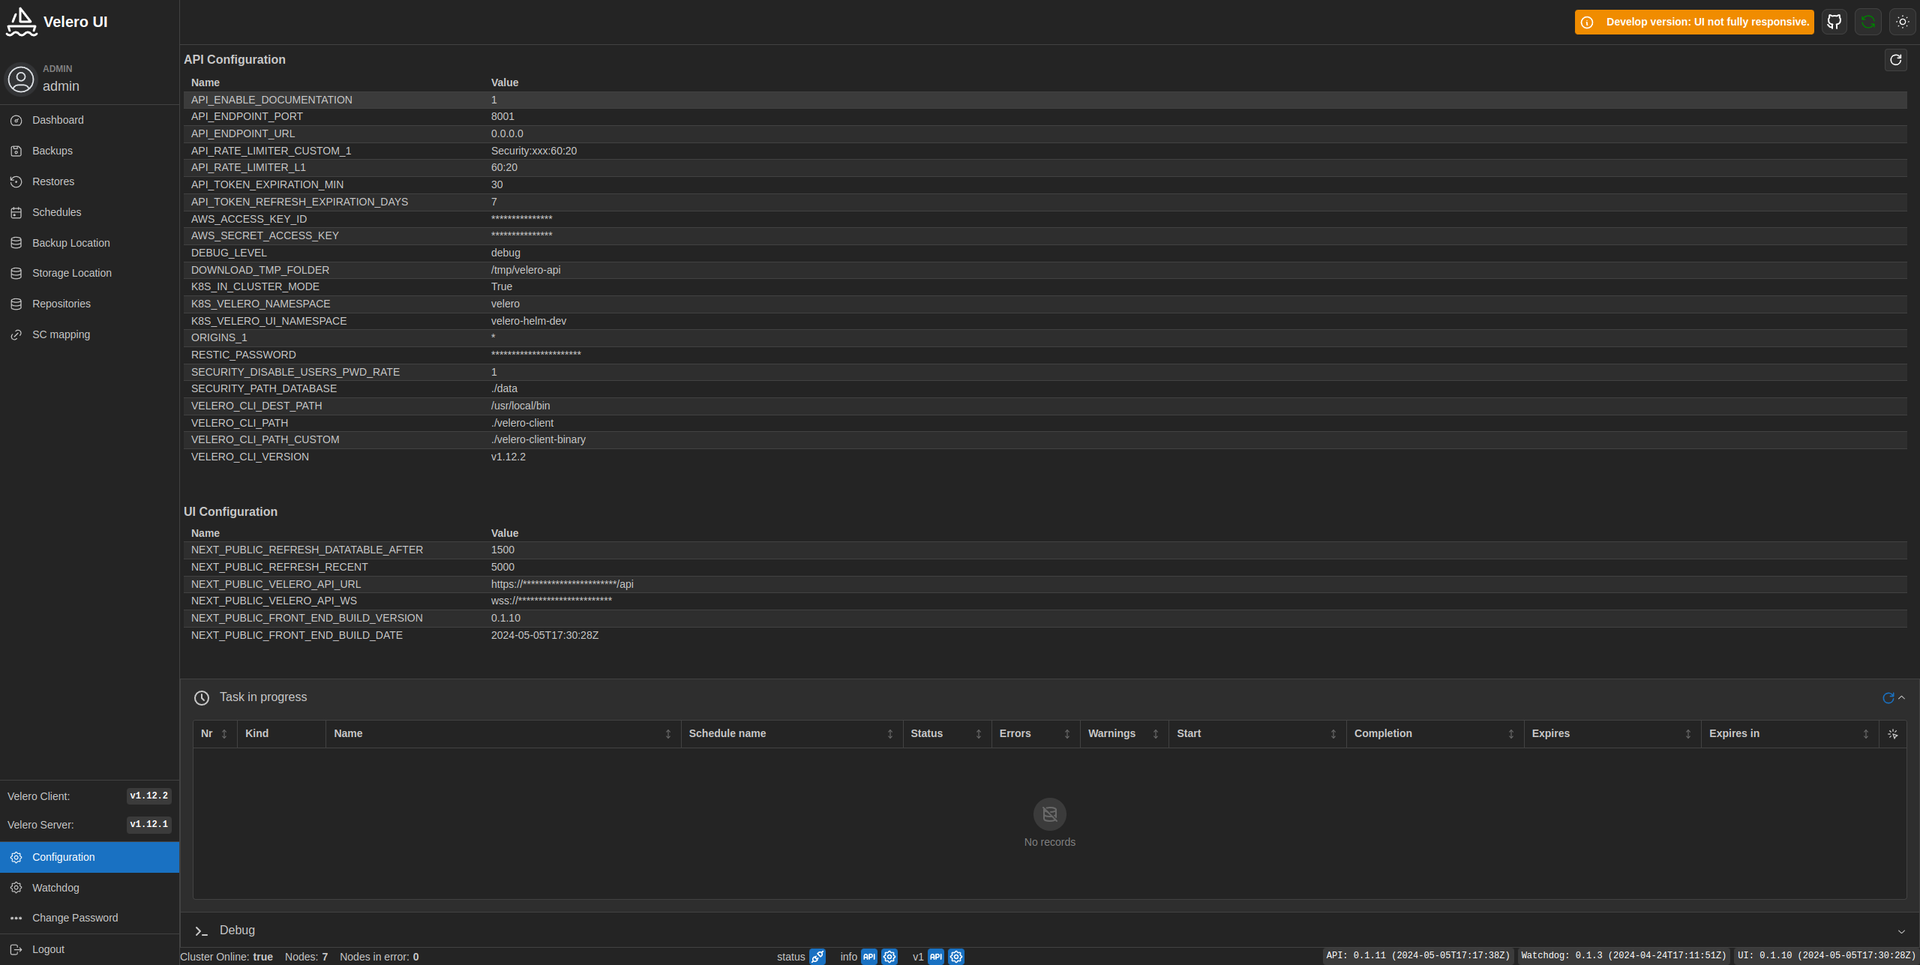 Velero UI
Develop version: UI not fully responsive.
ADMIN
admin
Dashboard
Backups
Restores
Schedules
Backup Location
Storage Location
Repositories
SC mapping
API Configuration
Name Value
API_ENABLE_DOCUMENTATION 1
API_ENDPOINT_PORT 8001
API_ENDPOINT_URL 0.0.0.0
API_RATE_LIMITER_CUSTOM_1 Security:xxx:60:20
API_RATE_LIMITER_L1 60:20
API_TOKEN_EXPIRATION_MIN 30
API_TOKEN_REFRESH_EXPIRATION_DAYS 7
AWS_ACCESS_KEY_ID ***************
AWS_SECRET_ACCESS_KEY ***************
DEBUG_LEVEL debug
DOWNLOAD_TMP_FOLDER /tmp/velero-api
K8S_IN_CLUSTER_MODE True
K8S_VELERO_NAMESPACE velero
K8S_VELERO_UI_NAMESPACE velero-helm-dev
ORIGINS_1 *
RESTIC_PASSWORD **********************
SECURITY_DISABLE_USERS_PWD_RATE 1
SECURITY_PATH_DATABASE ./data
VELERO_CLI_DEST_PATH /usr/local/bin
VELERO_CLI_PATH ./velero-client
VELERO_CLI_PATH_CUSTOM ./velero-client-binary
VELERO_CLI_VERSION v1.12.2
UI Configuration
Name Value
NEXT_PUBLIC_REFRESH_DATATABLE_AFTER 1500
NEXT_PUBLIC_REFRESH_RECENT 5000
NEXT_PUBLIC_VELERO_API_URL https://***********************/api
NEXT_PUBLIC_VELERO_API_WS wss://***********************
NEXT_PUBLIC_FRONT_END_BUILD_VERSION 0.1.10
NEXT_PUBLIC_FRONT_END_BUILD_DATE 2024-05-05T17:30:28Z
Task in progress
Nr Kind Name Schedule name Status Errors Warnings Start Completion Expires Expires in
No records
Debug
Velero Client: v1.12.2
Velero Server: v1.12.1
Configuration
Watchdog
Change Password
Logout
Cluster Online: true Nodes: 7 Nodes in error: 0 status info API v1 API API: 0.1.11 (2024-05-05T17:17:38Z) Watchdog: 0.1.3 (2024-04-24T17:11:51Z) UI: 0.1.10 (2024-05-05T17:30:28Z)